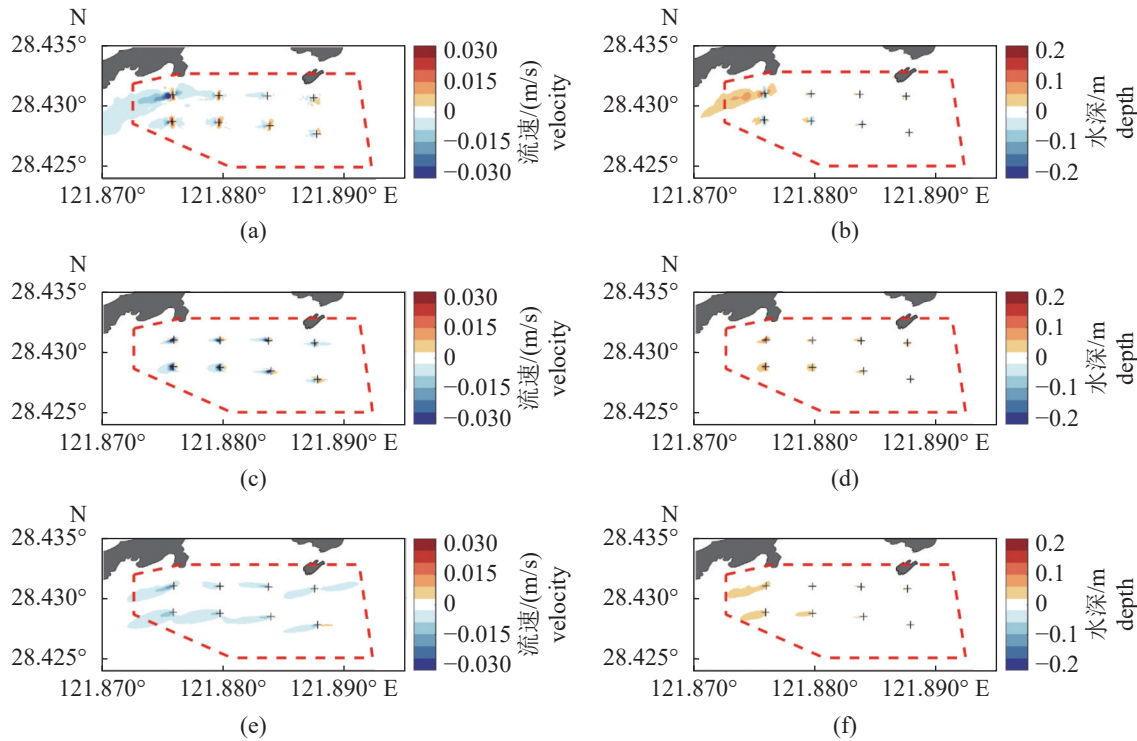 N
28.435°
28.430°
28.425°
121.870°
121.880°
121.890° E
0.030
0.015
0
−0.015
−0.030
流速/(m/s)
velocity
(a)
N
28.435°
28.430°
28.425°
121.870°
121.880°
121.890° E
0.2
0.1
0
−0.1
−0.2
水深/m
depth
(b)
N
28.435°
28.430°
28.425°
121.870°
121.880°
121.890° E
0.030
0.015
0
−0.015
−0.030
流速/(m/s)
velocity
(c)
N
28.435°
28.430°
28.425°
121.870°
121.880°
121.890° E
0.2
0.1
0
−0.1
−0.2
水深/m
depth
(d)
N
28.435°
28.430°
28.425°
121.870°
121.880°
121.890° E
0.030
0.015
0
−0.015
−0.030
流速/(m/s)
velocity
(e)
N
28.435°
28.430°
28.425°
121.870°
121.880°
121.890° E
0.2
0.1
0
−0.1
−0.2
水深/m
depth
(f)